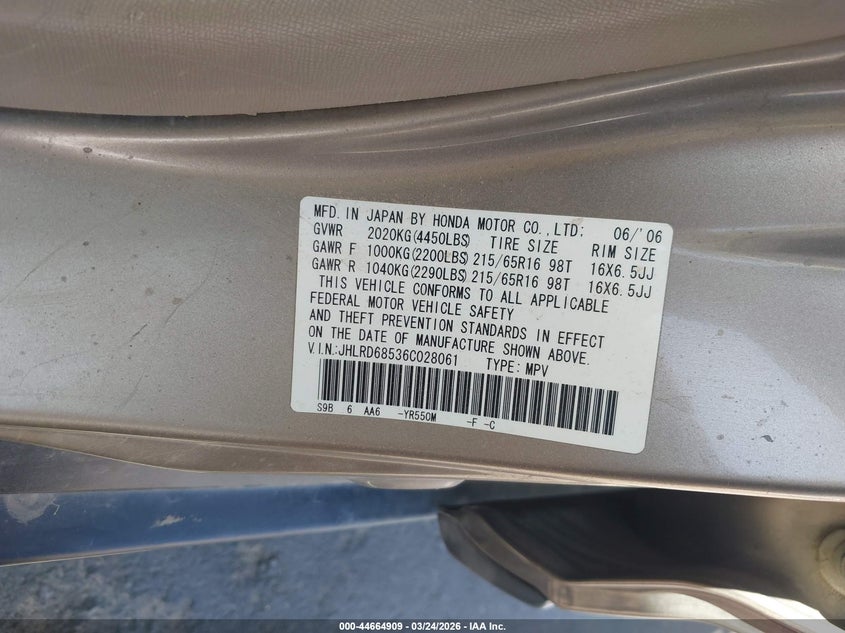 MFD. IN JAPAN BY HONDA MOTOR CO., LTD: 06/'06
GVWR 2020KG(4450LBS) TIRE SIZE RIM SIZE
GAWR F 1000KG(2200LBS) 215/65R16 98T 16X6.5JJ
GAWR R 1040KG(2290LBS) 215/65R16 98T 16X6.5JJ
THIS VEHICLE CONFORMS TO ALL APPLICABLE
FEDERAL MOTOR VEHICLE SAFETY
AND THEFT PREVENTION STANDARDS IN EFFECT
ON THE DATE OF MANUFACTURE SHOWN ABOVE.
V.I.N:JHLRD68536C028061 TYPE: MPV
S9B 6 AA6 -YR550M -F -C
000-44664909 - 03/24/2026 - IAA Inc.